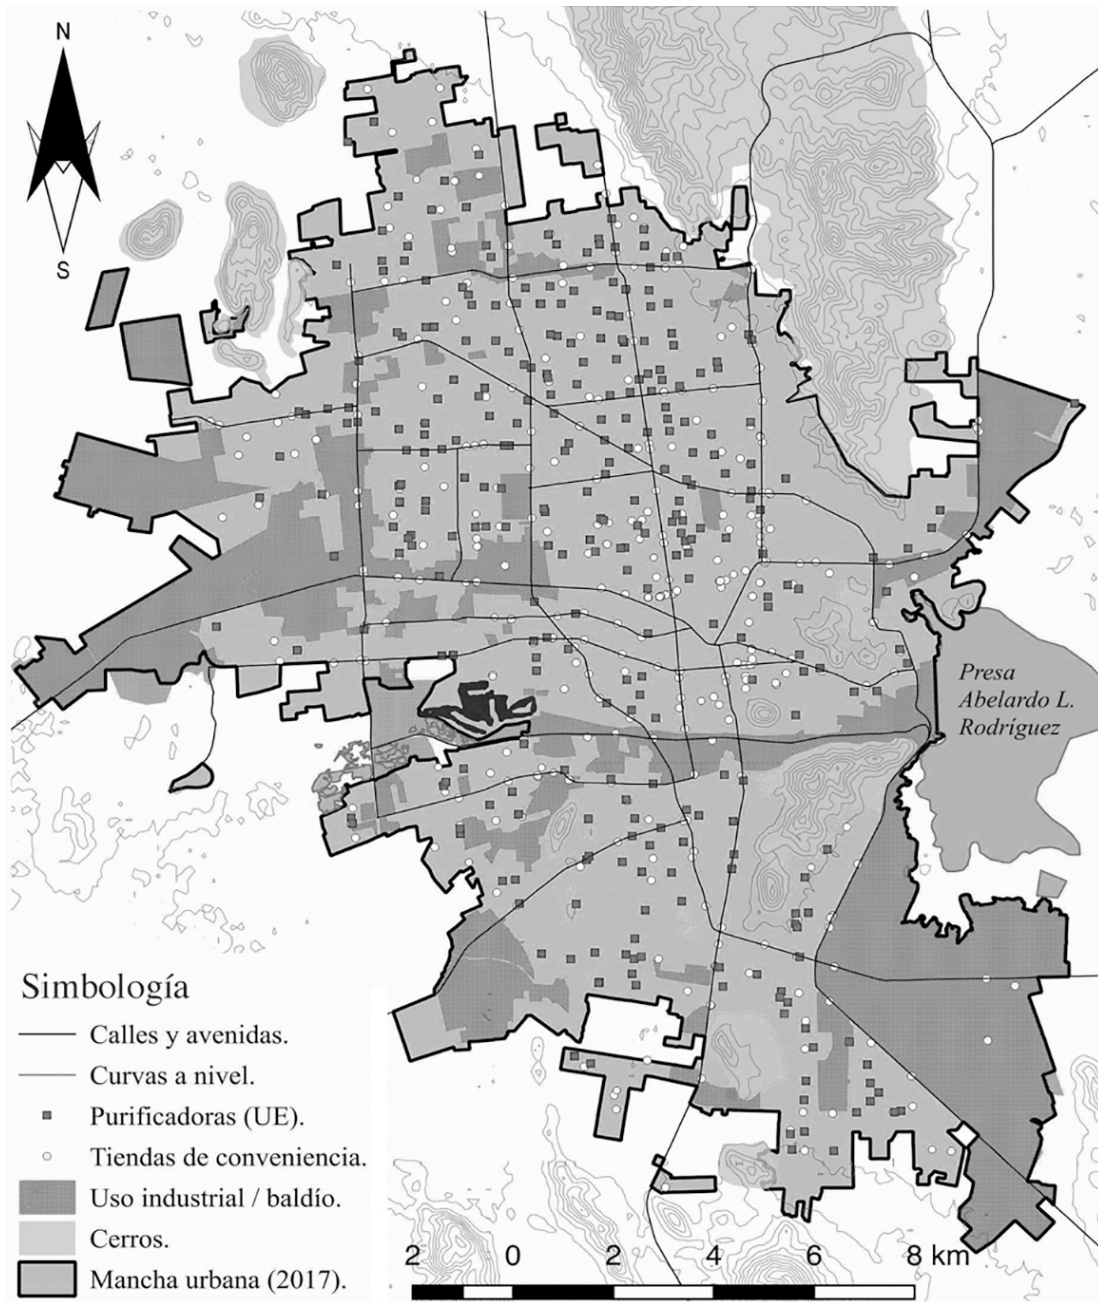 N
S
Presa
Abelardo L.
Rodríguez
Simbología
Calles y avenidas.
Curvas a nivel.
Purificadoras (UE).
Tiendas de conveniencia.
Uso industrial / baldío.
Cerros.
Mancha urbana (2017).
2 0 2 4 6 8 km